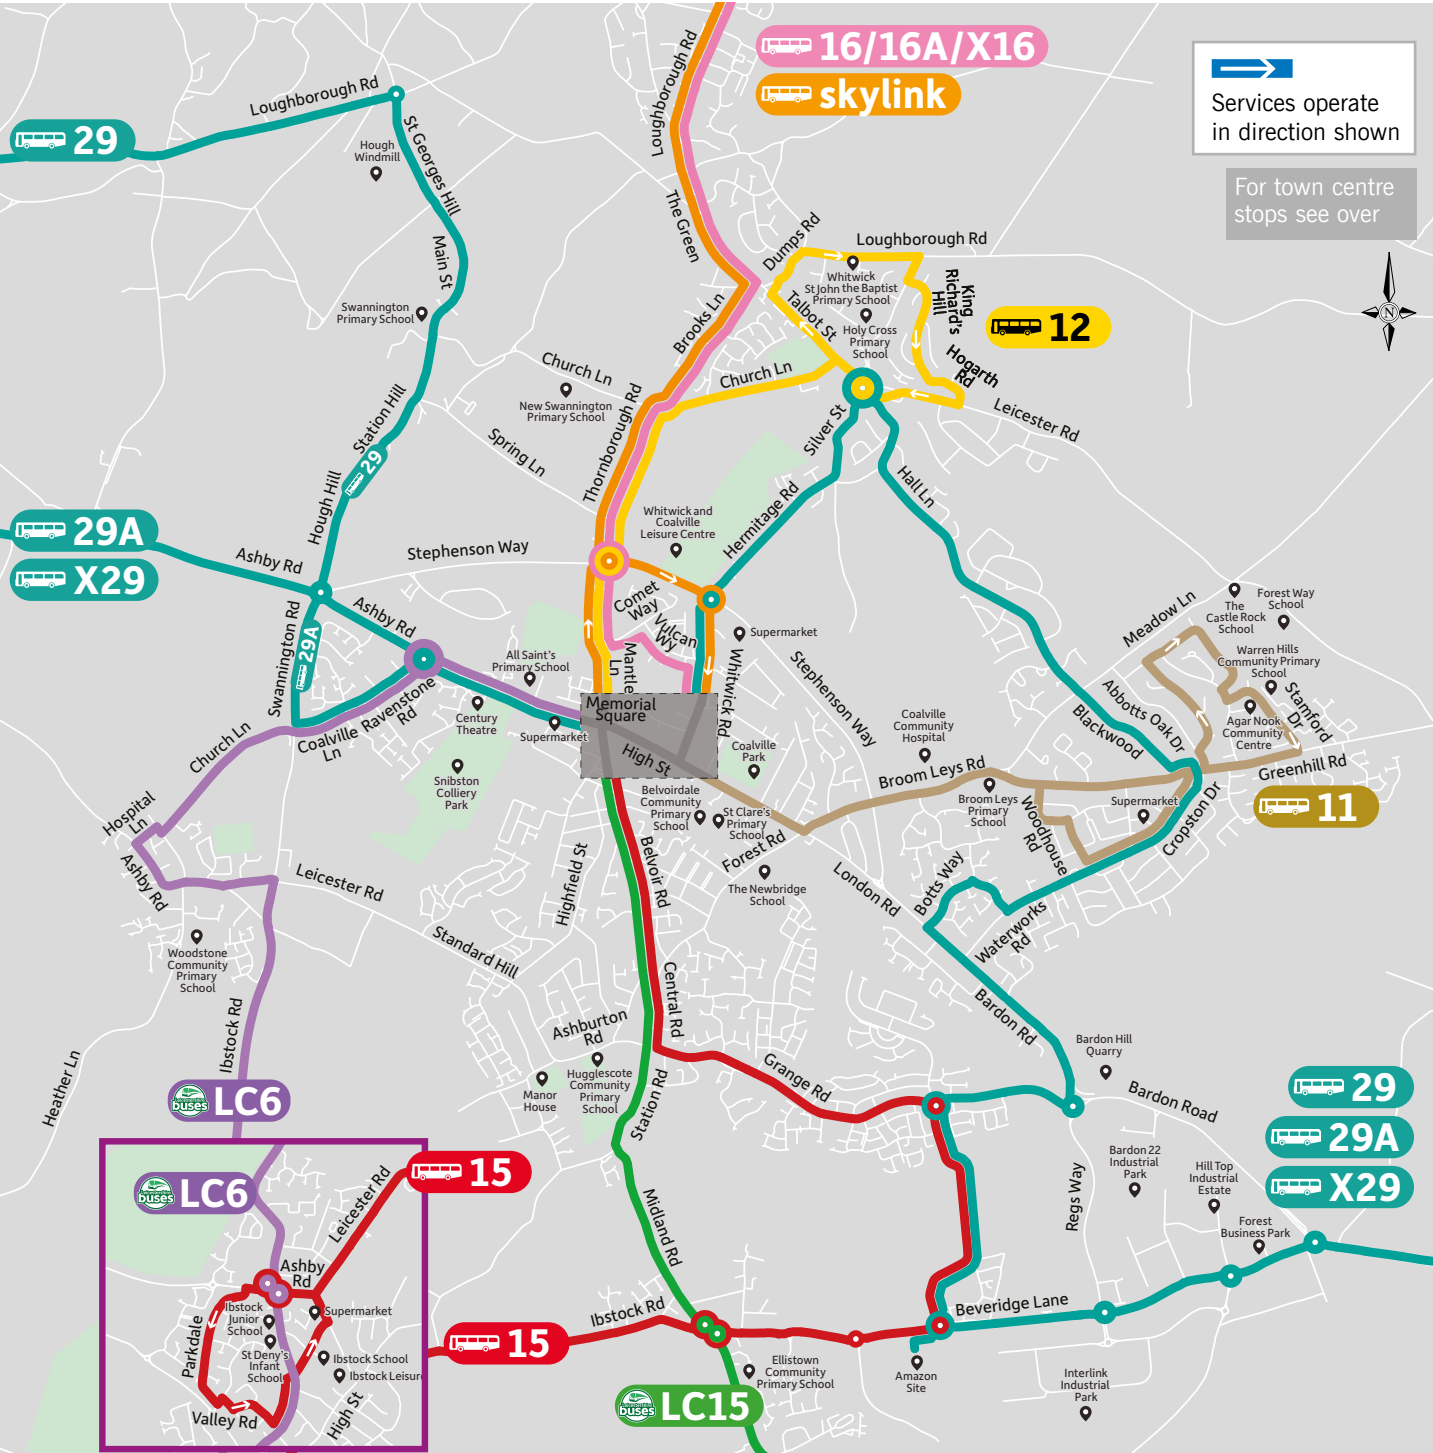 16/16A/X16
skylink
Services operate
in direction shown
For town centre
stops see over
N
29
Loughborough Rd
St Georges Hill
Hough
Windmill
Main St
Swannington
Primary School
Station Hill
29
Hough Hill
29A
X29
Ashby Rd
Stephenson Way
Ashby Rd
Swannington Rd
29A
Loughborough Rd
The Green
Brooks Ln
Church Ln
New Swannington
Primary School
Spring Ln
Thornborough Rd
Church Ln
Dumps Rd
Loughborough Rd
Whitwick
St John the Baptist
Primary School
Talbot St
Holy Cross
Primary
School
King
Richard's
Hill
12
Hogarth
Rd
Leicester Rd
Silver St
Hall Ln
Hermitage Rd
Whitwick and
Coalville
Leisure Centre
Comet
Way
Vulcan
Wy
Mantle
Ln
Supermarket
Whitwick Rd
Stephenson Way
All Saint's
Primary School
Century
Theatre
Supermarket
Memorial
Square
High St
Coalville
Park
Coalville
Ln
Ravenstone
Rd
Church Ln
Snibston
Colliery
Park
Hospital
Ln
Ashby Rd
Leicester Rd
Woodstone
Community
Primary
School
Standard Hill
Highfield St
Belvoirdale
Community
Primary
School
St Clare's
Primary
School
Belvoir Rd
Forest Rd
The Newbridge
School
London Rd
Coalville
Community
Hospital
Broom Leys Rd
Broom Leys
Primary
School
Woodhouse
Rd
Supermarket
Cropston Dr
Blackwood
Abbotts Oak Dr
Meadow Ln
The
Castle Rock
School
Forest Way
School
Warren Hills
Community Primary
School
Stamford
Dr
Agar Nook
Community
Centre
Greenhill Rd
11
Botts Way
Waterworks
Rd
Bardon Rd
Bardon Hill
Quarry
Bardon Road
Central Rd
Ashburton
Rd
Hugglescote
Community
Primary
School
Manor
House
Station Rd
Grange Rd
Ibstock Rd
Heather Ln
LC6
29
29A
X29
Bardon 22
Industrial
Park
Hill Top
Industrial
Estate
Forest
Business Park
Regs Way
Midland Rd
Beveridge Lane
Ibstock Rd
15
Ellistown
Community
Primary School
Amazon
Site
Interlink
Industrial
Park
buses
LC15
buses
LC6
buses
15
Leicester Rd
Ashby
Rd
Ibstock
Junior
School
Supermarket
Parkdale
St Deny's
Infant
School
Ibstock School
Ibstock Leisur
Valley Rd
High St